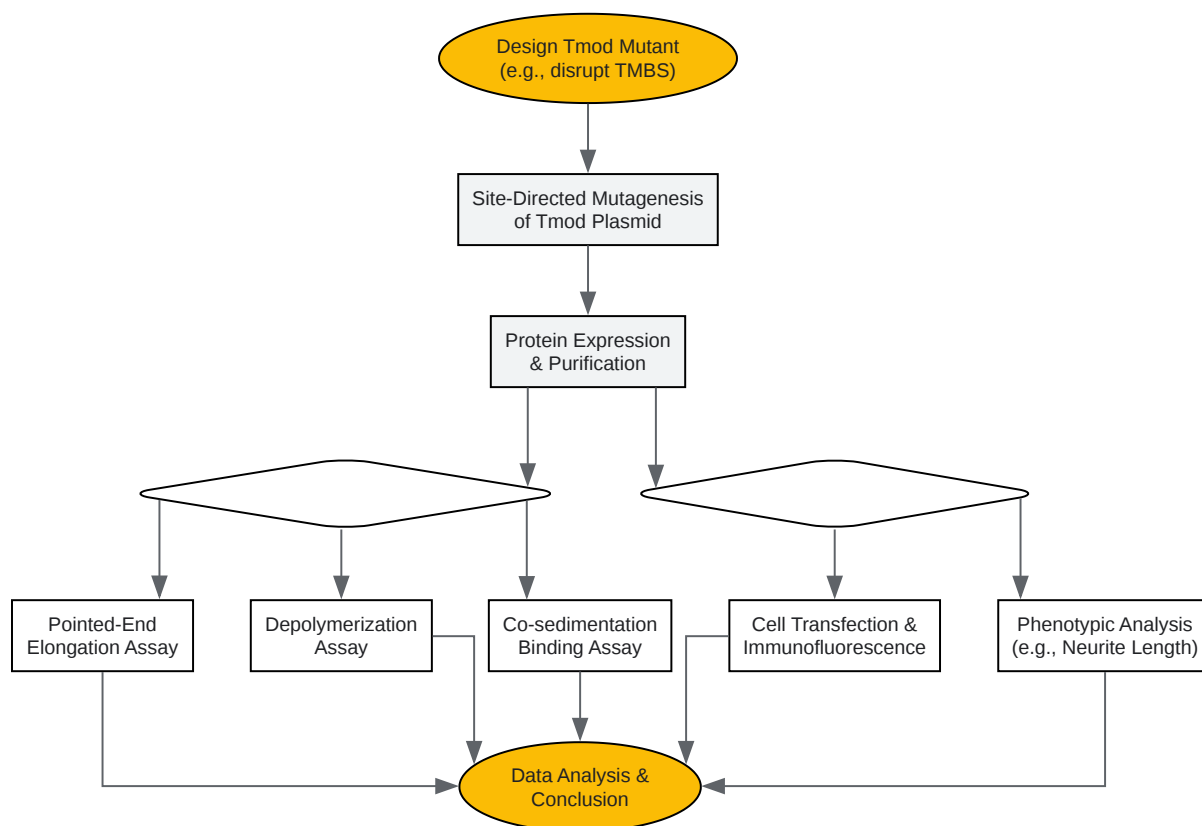 Design Tmod Mutant
(e.g., disrupt TMBS)
Site-Directed Mutagenesis
of Tmod Plasmid
Protein Expression
& Purification
Pointed-End
Elongation Assay
Depolymerization
Assay
Co-sedimentation
Binding Assay
Cell Transfection &
Immunofluorescence
Phenotypic Analysis
(e.g., Neurite Length)
Data Analysis &
Conclusion